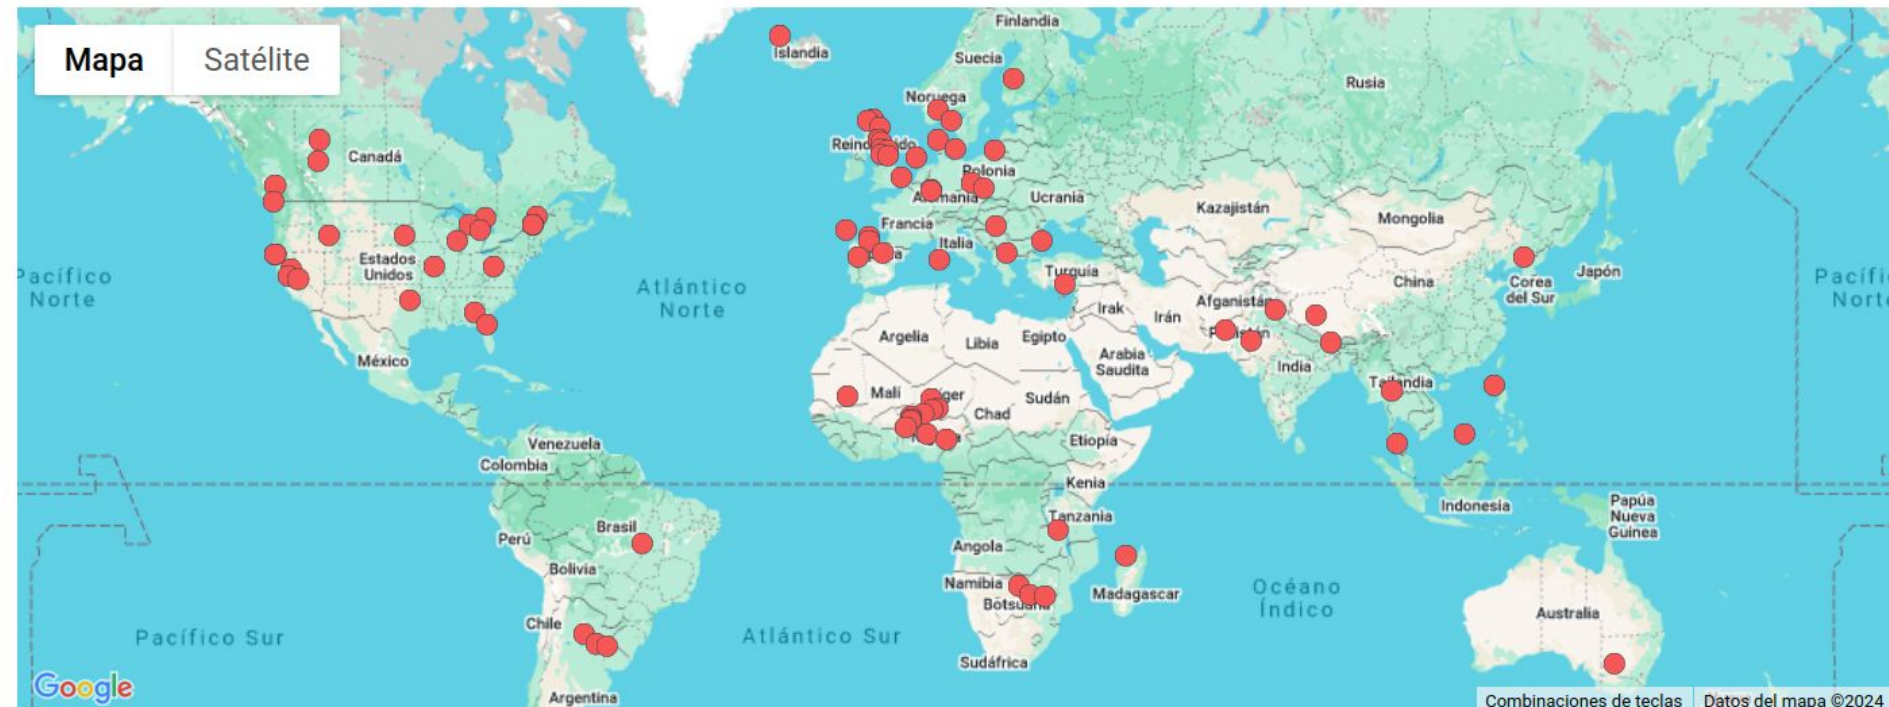 Mapa
Satélite
Finlandia
Islandia
Suecia
Rusia
Noruega
Canadá
Polonia
Ucrania
Kazajistán
Mongolia
Francia
Italia
Estados
Unidos
Turquía
China
Corea
del Sur
Japón
Pacífico
Norte
Atlántico
Norte
Afganistán
Irak
Irán
Argelia
Libia
Egipto
México
Arabia
Saudita
India
Malí
Sudán
Chad
Etiopía
Venezuela
Colombia
Kenia
Indonesia
Papúa
Nueva
Guinea
Tanzania
Brasil
Perú
Angola
Bolivia
Namibia
Madagascar
Océano
Índico
Australia
Chile
Pacífico Sur
Atlántico Sur
Sudáfrica
Google
Argentina
Combinaciones de teclas
Datos del mapa ©2024